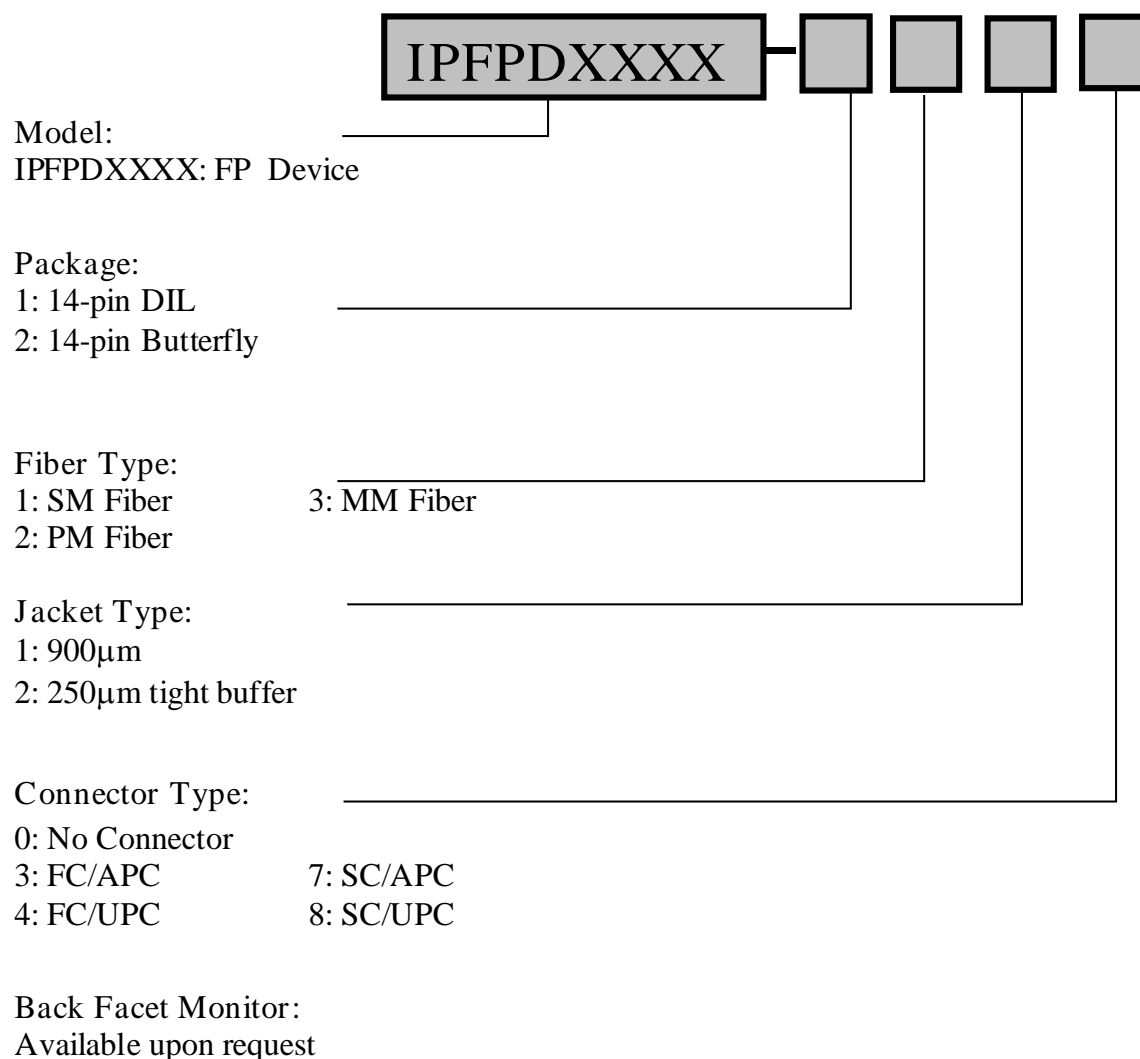 IPFPDXXXX
Model:
IPFPDXXXX: FP Device
Package:
1: 14-pin DIL
2: 14-pin Butterfly
Fiber Type:
1: SM Fiber 3: MM Fiber
2: PM Fiber
Jacket Type:
1: 900μm
2: 250μm tight buffer
Connector Type:
0: No Connector
3: FC/APC 7: SC/APC
4: FC/UPC 8: SC/UPC
Back Facet Monitor:
Available upon request